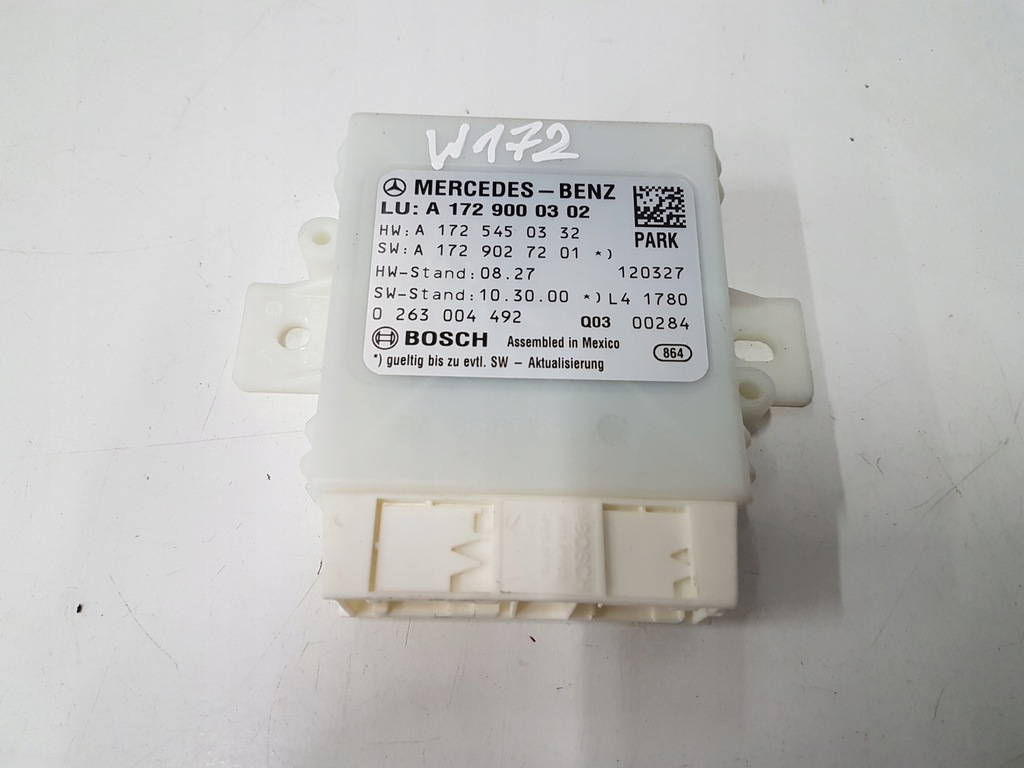 W172
MERCEDES-BENZ
LU: A 172 900 03 02
PARK
HW: A 172 545 03 32
SW: A 172 902 72 01 *)
HW-Stand: 08.27 120327
SW-Stand: 10.30.00 *) L4 1780
0 263 004 492 Q03 00284
BOSCH Assembled in Mexico 864
*) gueltig bis zu evtl. SW - Aktualisierung
BOSCH